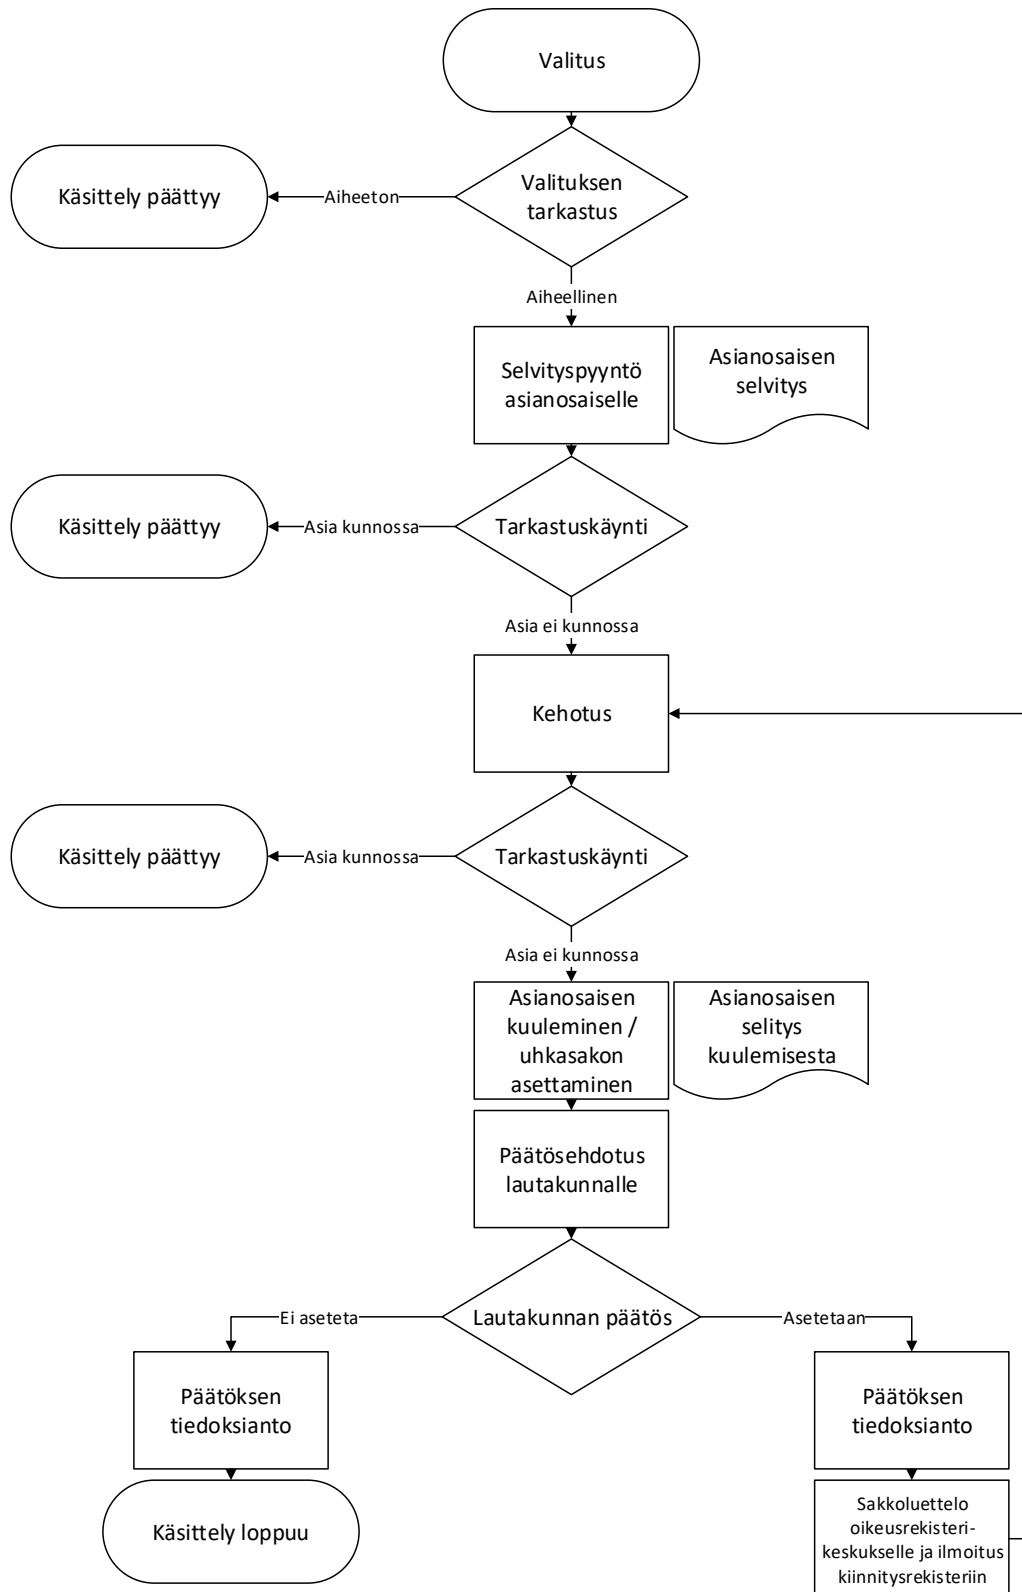 Valitus
Käsittely päättyy
Aiheeton
Valituksen
tarkastus
Aiheellinen
Selvityspyyntö
asianosaiselle
Asianosaisen
selvitys
Käsittely päättyy
Asia kunnossa
Tarkastuskäynti
Asia ei kunnossa
Kehotus
Käsittely päättyy
Asia kunnossa
Tarkastuskäynti
Asia ei kunnossa
Asianosaisen
kuuleminen /
uhkasakon
asettaminen
Asianosaisen
selitys
kuulemisesta
Päätösehdotus
lautakunnalle
Ei aseteta
Lautakunnan päätös
Asetetaan
Päätöksen
tiedoksianto
Päätöksen
tiedoksianto
Käsittely loppuu
Sakkoluettelo
oikeusrekisteri-
keskukselle ja ilmoitus
kiinnitysrekisteriin